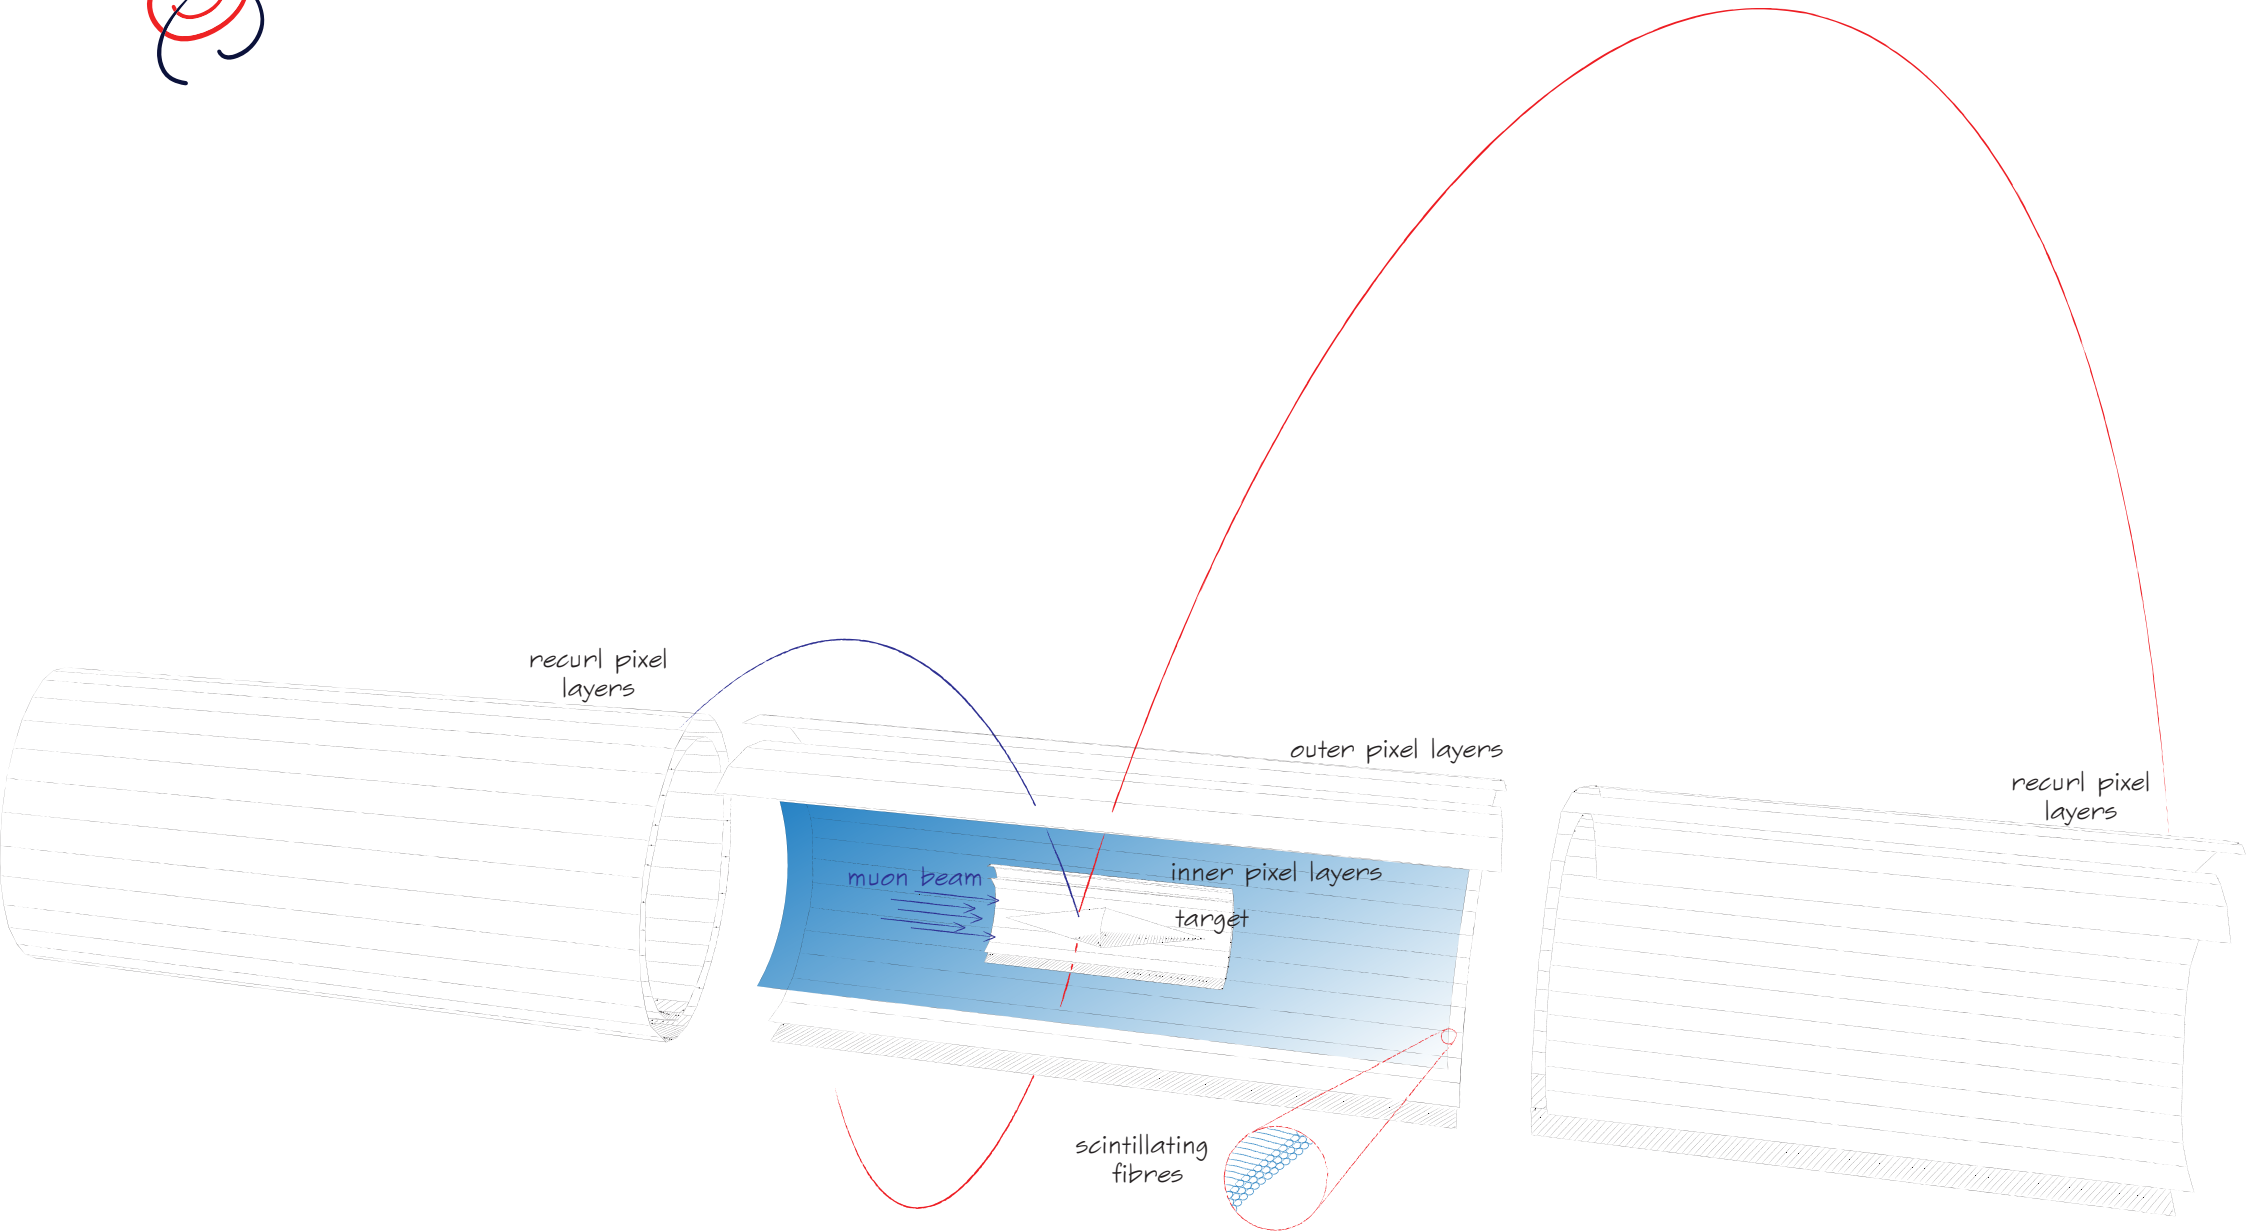 recurl pixel
layers
outer pixel layers
recurl pixel
layers
inner pixel layers
muon beam
target
scintillating
fibres